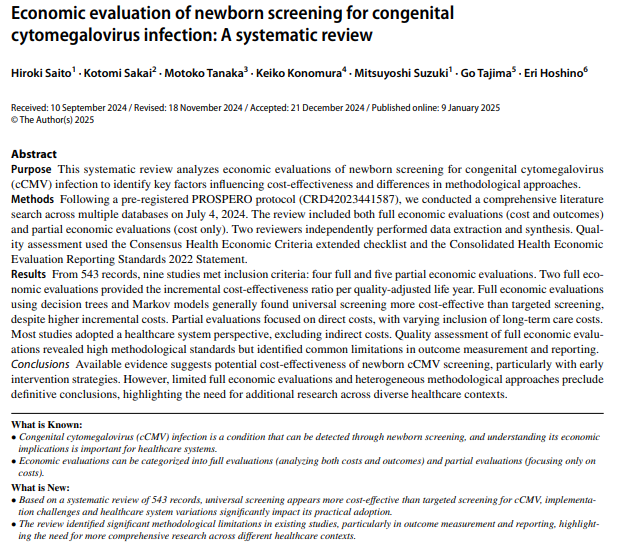 Economic evaluation of newborn screening for congenital
cytomegalovirus infection: A systematic review
Hiroki Saito1 · Kotomi Sakai2 · Motoko Tanaka3 · Keiko Konomura4 · Mitsuyoshi Suzuki1 · Go Tajima5 · Eri Hoshino6
Received: 10 September 2024 / Revised: 18 November 2024 / Accepted: 21 December 2024 / Published online: 9 January 2025
© The Author(s) 2025
Abstract
Purpose This systematic review analyzes economic evaluations of newborn screening for congenital cytomegalovirus
(cCMV) infection to identify key factors influencing cost-effectiveness and differences in methodological approaches.
Methods Following a pre-registered PROSPERO protocol (CRD42023441587), we conducted a comprehensive literature
search across multiple databases on July 4, 2024. The review included both full economic evaluations (cost and outcomes)
and partial economic evaluations (cost only). Two reviewers independently performed data extraction and synthesis. Qual-
ity assessment used the Consensus Health Economic Criteria extended checklist and the Consolidated Health Economic
Evaluation Reporting Standards 2022 Statement.
Results From 543 records, nine studies met inclusion criteria: four full and five partial economic evaluations. Two full eco-
nomic evaluations provided the incremental cost-effectiveness ratio per quality-adjusted life year. Full economic evaluations
using decision trees and Markov models generally found universal screening more cost-effective than targeted screening,
despite higher incremental costs. Partial evaluations focused on direct costs, with varying inclusion of long-term care costs.
Most studies adopted a healthcare system perspective, excluding indirect costs. Quality assessment of full economic evalu-
ations revealed high methodological standards but identified common limitations in outcome measurement and reporting.
Conclusions Available evidence suggests potential cost-effectiveness of newborn cCMV screening, particularly with early
intervention strategies. However, limited full economic evaluations and heterogeneous methodological approaches preclude
definitive conclusions, highlighting the need for additional research across diverse healthcare contexts.
What is Known:
• Congenital cytomegalovirus (cCMV) infection is a condition that can be detected through newborn screening, and understanding its economic
implications is important for healthcare systems.
• Economic evaluations can be categorized into full evaluations (analyzing both costs and outcomes) and partial evaluations (focusing only on
costs).
What is New:
• Based on a systematic review of 543 records, universal screening appears more cost-effective than targeted screening for cCMV, implementa-
tion challenges and healthcare system variations significantly impact its practical adoption.
• The review identified significant methodological limitations in existing studies, particularly in outcome measurement and reporting, highlight-
ing the need for more comprehensive research across different healthcare contexts.